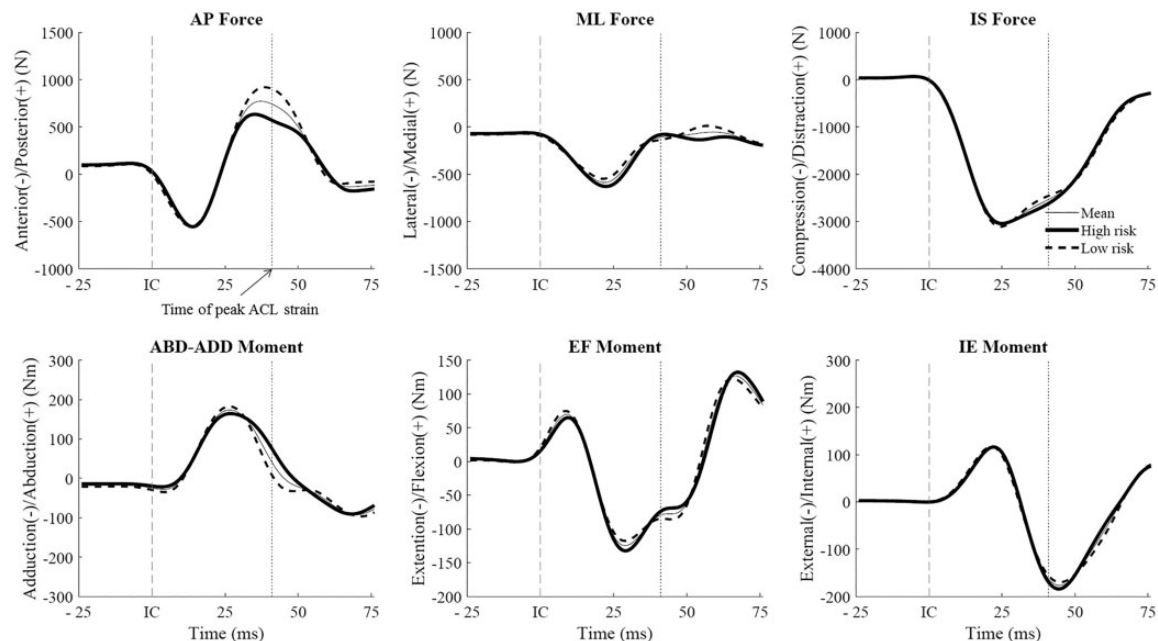 AP Force
Anterior(-)/Posterior(+) (N)
1500
1000
500
0
-500
-1000
- 25
IC
25
50
75
Time of peak ACL strain
ML Force
Lateral(-)/Medial(+) (N)
1000
500
0
-500
-1000
-1500
- 25
IC
25
50
75
IS Force
Compression(-)/Distraction(+) (N)
-1000
0
-1000
-2000
-3000
-4000
Mean
High risk
Low risk
- 25
IC
25
50
75
ABD-ADD Moment
Adduction(-)/Abduction(+) (Nm)
300
200
100
0
-100
-200
-300
- 25
IC
25
50
75
Time (ms)
EF Moment
Extention(-)/Flexion(+) (Nm)
150
100
50
0
-50
-100
-150
-200
- 25
IC
25
50
75
Time (ms)
IE Moment
External(-)/Internal(+) (Nm)
300
200
100
0
-100
-200
- 25
IC
25
50
75
Time (ms)